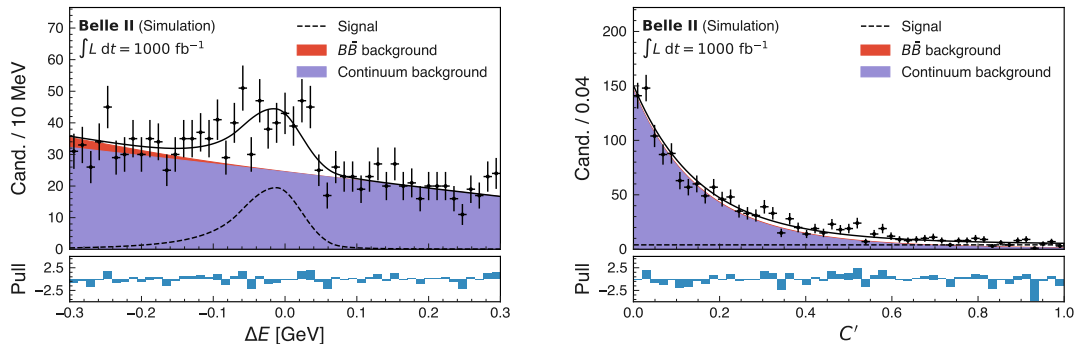 Belle II (Simulation)
∫L dt = 1000 fb⁻¹
Signal
BB̄ background
Continuum background
Cand. / 10 MeV
70
60
50
40
30
20
10
0
Pull
2.5
−2.5
−0.3 −0.2 −0.1 0.0 0.1 0.2 0.3
ΔE [GeV]
Belle II (Simulation)
∫L dt = 1000 fb⁻¹
Signal
BB̄ background
Continuum background
Cand. / 0.04
200
150
100
50
0
Pull
2.5
−2.5
0.0 0.2 0.4 0.6 0.8 1.0
C′